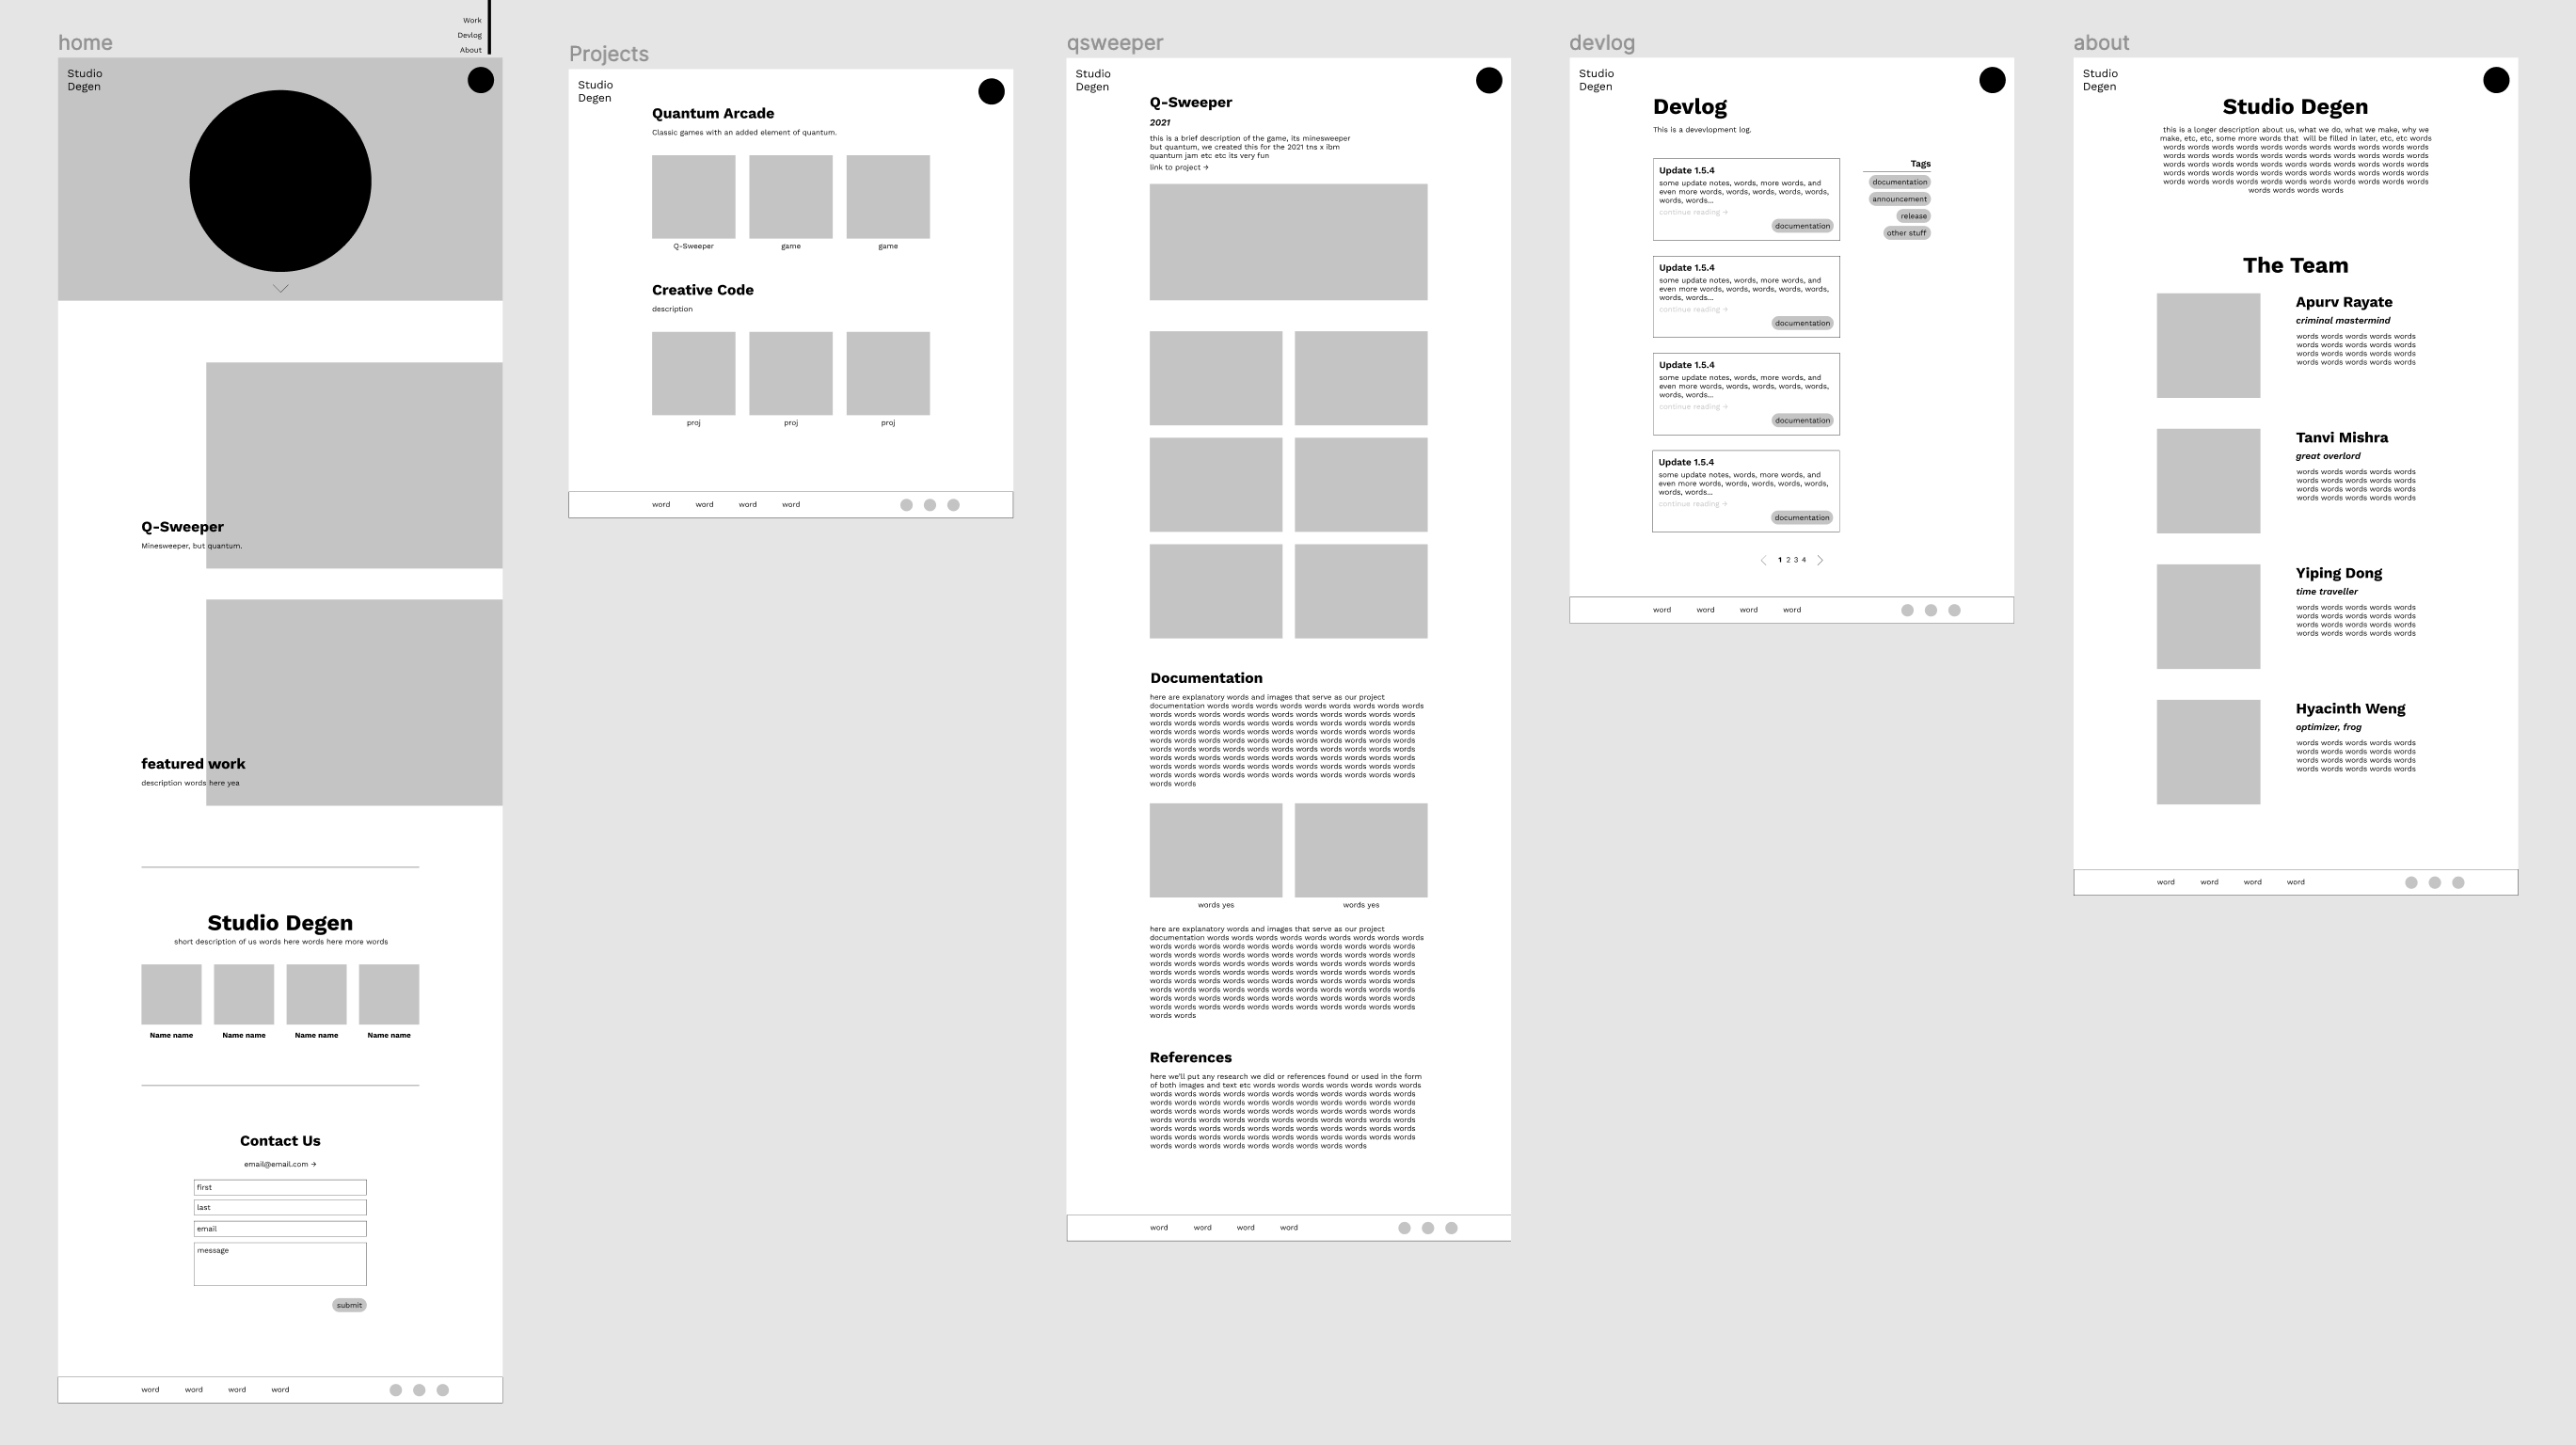 home
Work
Devlog
About
Studio
Degen
Q-Sweeper
Minesweeper, but quantum.
featured work
description words here yea
Studio Degen
short description of us words here words here more words
Name name
Name name
Name name
Name name
Contact Us
email@email.com →
first
last
email
message
submit
word word word word
Projects
Studio
Degen
Quantum Arcade
Classic games with an added element of quantum.
Q-Sweeper
game
game
Creative Code
description
proj
proj
proj
word word word word
qsweeper
Studio
Degen
Q-Sweeper
2021
this is a brief description of the game, its minesweeper
but quantum, we created this for the 2021 tns x ibm
quantum jam etc etc its very fun
link to project →
Documentation
here are explanatory words and images that serve as our project
documentation words words words words words words words words words
words words words words words words words words words words words
words words words words words words words words words words words
words words words words words words words words words words words
words words words words words words words words words words words
words words words words words words words words words words words
words words words words words words words words words words words
words words words words words words words words words words words
words words words words words words words words words words words
words words
words yes
words yes
here are explanatory words and images that serve as our project
documentation words words words words words words words words words
words words words words words words words words words words words
words words words words words words words words words words words
words words words words words words words words words words words
words words words words words words words words words words words
words words words words words words words words words words words
words words words words words words words words words words words
words words words words words words words words words words words
words words words words words words words words words words words
words words
References
here we'll put any research we did or references found or used in the form
of both images and text etc words words words words words words words
words words words words words words words words words words words
words words words words words words words words words words words
words words words words words words words words words words words
words words words words words words words words words words words
words words words words words words words words words words words
words words words words words words words words words words words
words words words words words words words words words
word word word word
devlog
Studio
Degen
Devlog
This is a devevlopment log.
Update 1.5.4
some update notes, words, more words, and
even more words, words, words, words, words,
words, words...
continue reading →
documentation
Update 1.5.4
some update notes, words, more words, and
even more words, words, words, words, words,
words, words...
continue reading →
documentation
Update 1.5.4
some update notes, words, more words, and
even more words, words, words, words, words,
words, words...
continue reading →
documentation
Update 1.5.4
some update notes, words, more words, and
even more words, words, words, words, words,
words, words...
continue reading →
documentation
Tags
documentation
announcement
release
other stuff
1 2 3 4
word word word word
about
Studio
Degen
Studio Degen
this is a longer description about us, what we do, what we make, why we
make, etc, etc, some more words that will be filled in later, etc, etc words
words words words words words words words words words words words
words words words words words words words words words words words
words words words words words words words words words words words
words words words words words words words words words words words
words words words words words words words words words words words
words words words words
The Team
Apurv Rayate
criminal mastermind
words words words words words
words words words words words
words words words words words
words words words words words
Tanvi Mishra
great overlord
words words words words words
words words words words words
words words words words words
words words words words words
Yiping Dong
time traveller
words words words words words
words words words words words
words words words words words
words words words words words
Hyacinth Weng
optimizer, frog
words words words words words
words words words words words
words words words words words
words words words words words
word word word word